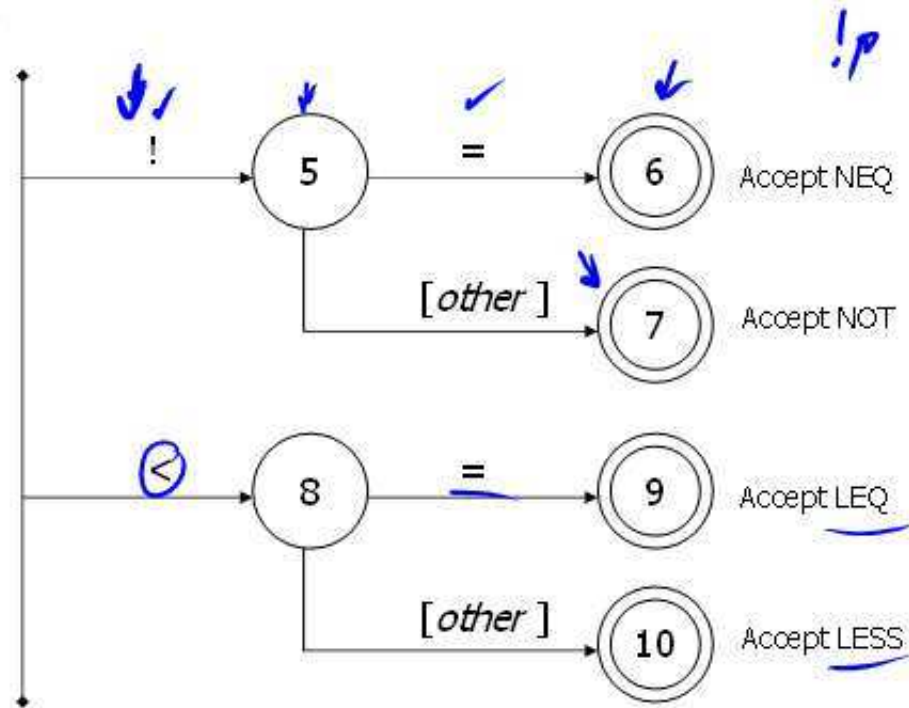 !p
!
5
=
6
Accept NEQ
[other ]
7
Accept NOT
<
8
=
9
Accept LEQ
[other ]
10
Accept LESS